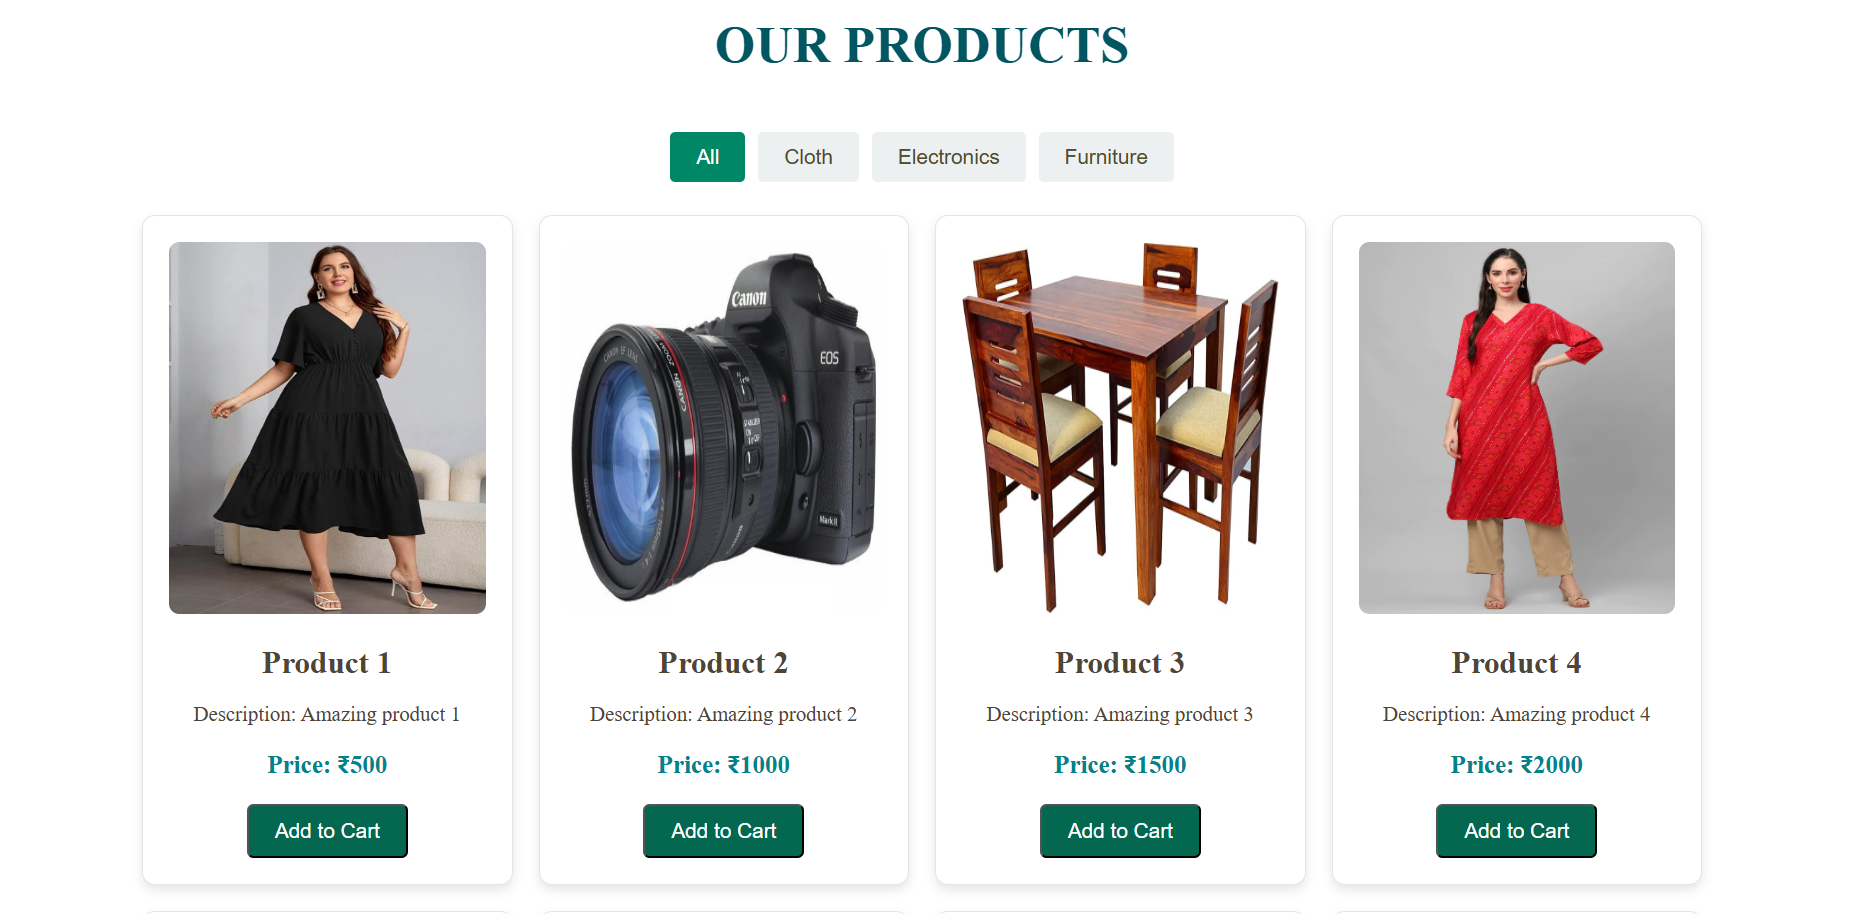 OUR PRODUCTS
All
Cloth
Electronics
Furniture
Canon
EOS
Mark II
Product 1
Description: Amazing product 1
Price: ₹500
Add to Cart
Product 2
Description: Amazing product 2
Price: ₹1000
Add to Cart
Product 3
Description: Amazing product 3
Price: ₹1500
Add to Cart
Product 4
Description: Amazing product 4
Price: ₹2000
Add to Cart